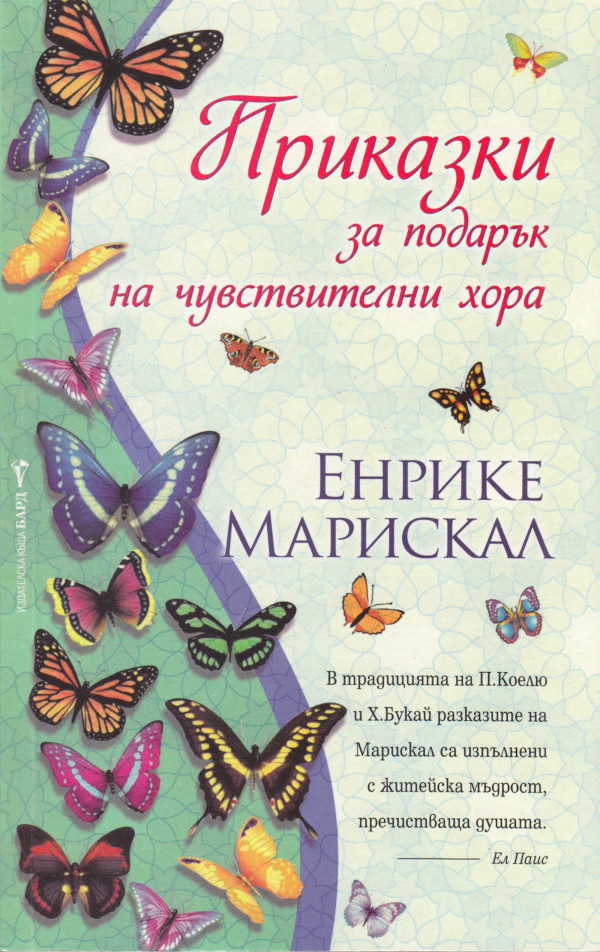 Приказки
за подарък
на чувствителни хора
ЕНРИКЕ
МАРИСКАЛ
В традицията на П.Коелю
и Х.Букай разказите на
Марискал са изпълнени
с житейска мъдрост,
пречистваща душата.
Ел Паис
ИЗДАТЕЛСКА КЪЩА БАРД